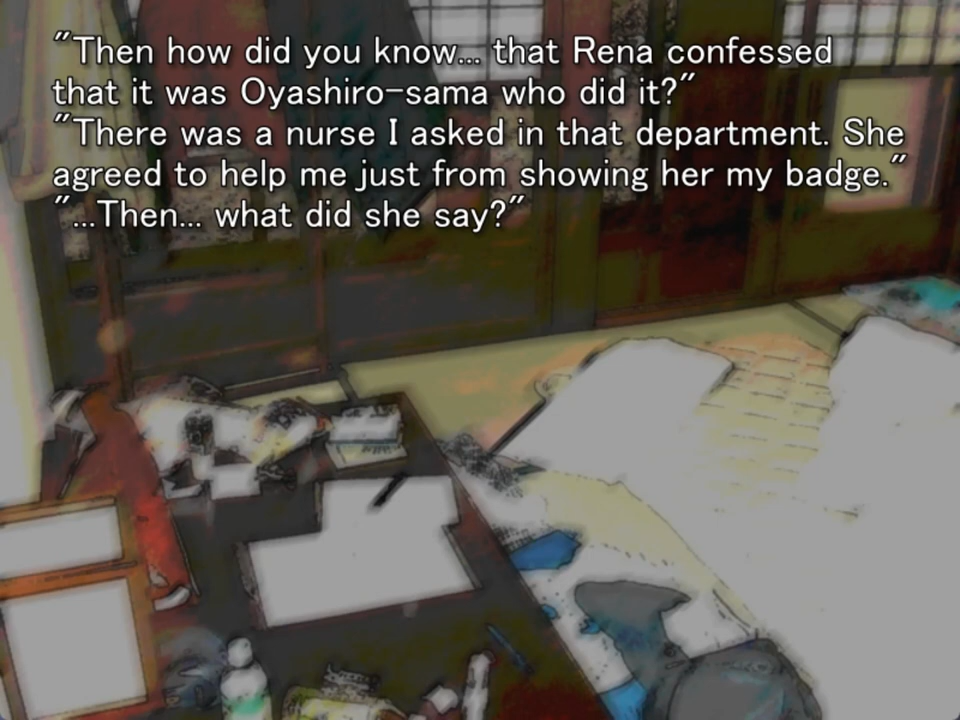 "Then how did you know... that Rena confessed
that it was Oyashiro-sama who did it?"
"There was a nurse I asked in that department. She
agreed to help me just from showing her my badge."
"...Then... what did she say?"